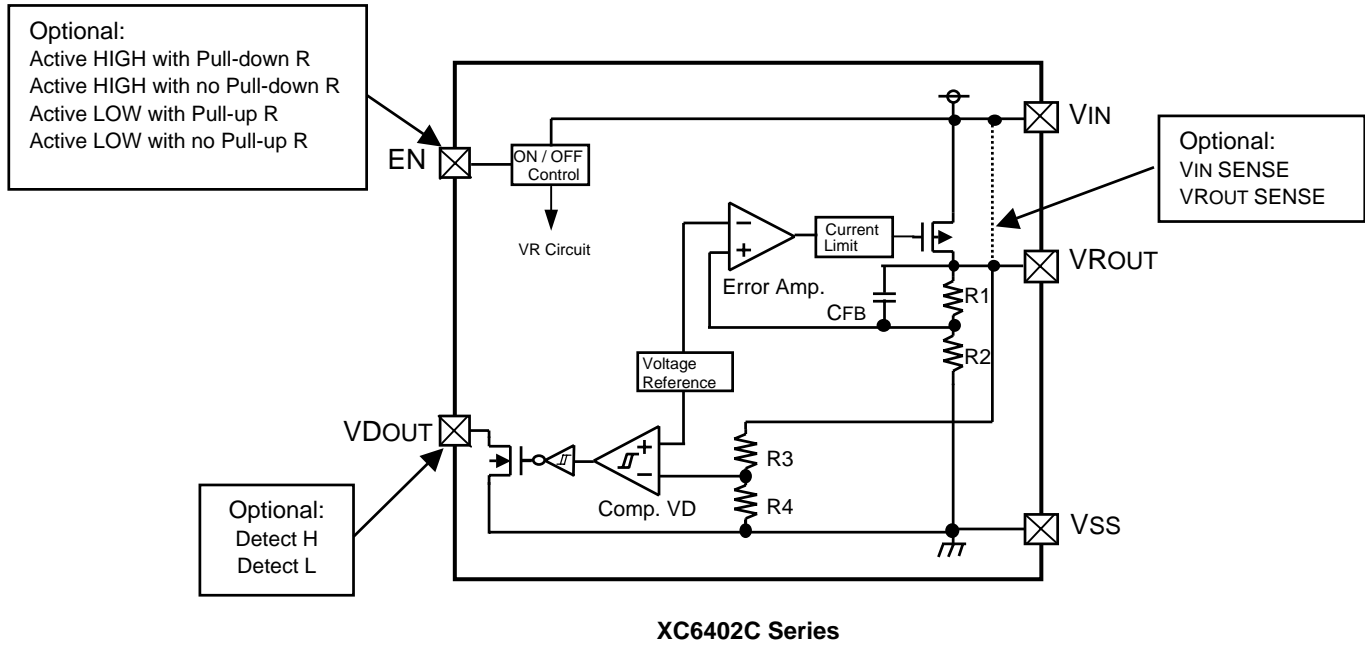 Optional:
Active HIGH with Pull-down R
Active HIGH with no Pull-down R
Active LOW with Pull-up R
Active LOW with no Pull-up R
EN
ON / OFF
Control
VR Circuit
VIN
Optional:
VIN SENSE
VROUT SENSE
−
+
Error Amp.
Current
Limit
VROUT
CFB
R1
R2
Voltage
Reference
VDOUT
+
−
Comp. VD
R3
R4
VSS
Optional:
Detect H
Detect L
XC6402C Series